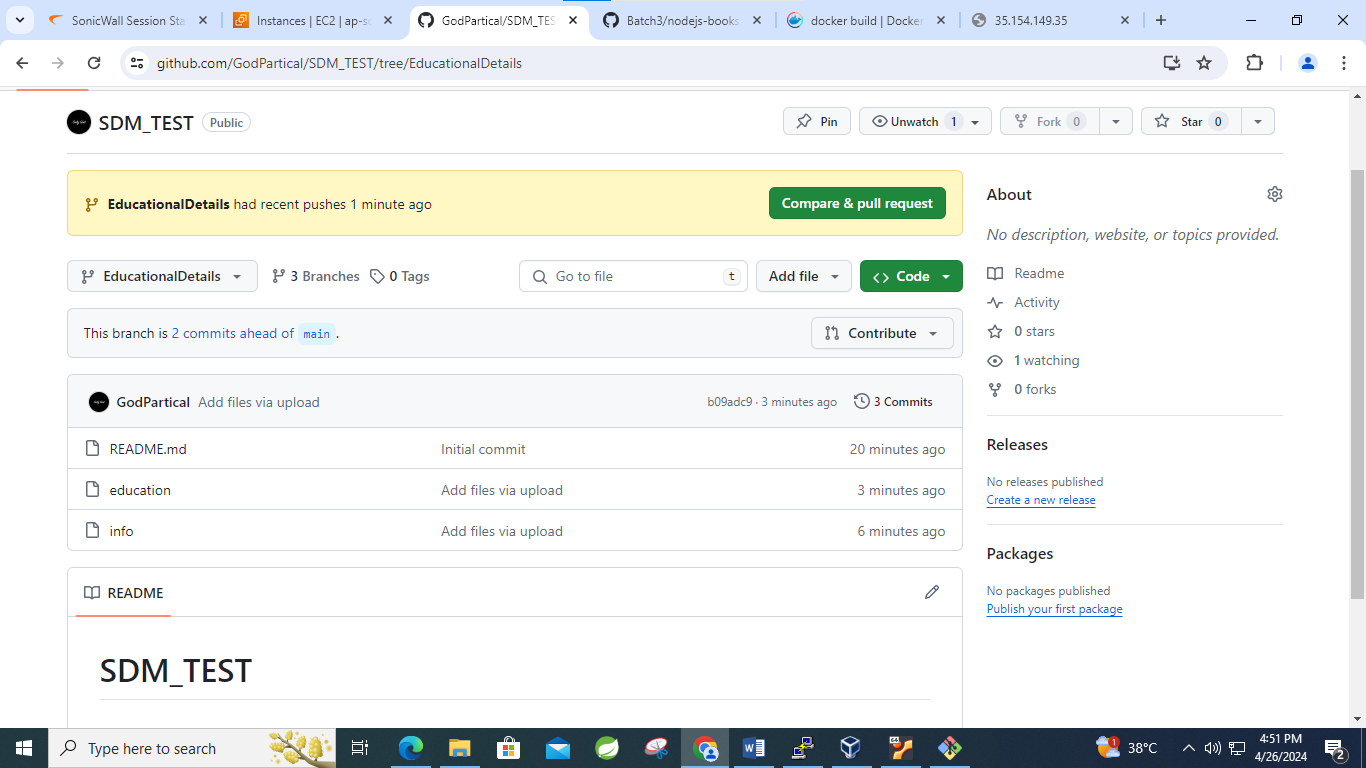 SonicWall Session Sta
Instances | EC2 | ap-so
GodPartical/SDM_TES
Batch3/nodejs-books
docker build | Docker
35.154.149.35
github.com/GodPartical/SDM_TEST/tree/EducationalDetails
SDM_TEST Public
Pin
Unwatch 1
Fork 0
Star 0
EducationalDetails had recent pushes 1 minute ago
Compare & pull request
EducationalDetails
3 Branches
0 Tags
Go to file t
Add file
<> Code
This branch is 2 commits ahead of main .
Contribute
GodPartical Add files via upload b09adc9 · 3 minutes ago 3 Commits
README.md Initial commit 20 minutes ago
education Add files via upload 3 minutes ago
info Add files via upload 6 minutes ago
README
SDM_TEST
About
No description, website, or topics provided.
Readme
Activity
0 stars
1 watching
0 forks
Releases
No releases published
Create a new release
Packages
No packages published
Publish your first package
Type here to search
1
38°C
4:51 PM
4/26/2024
2